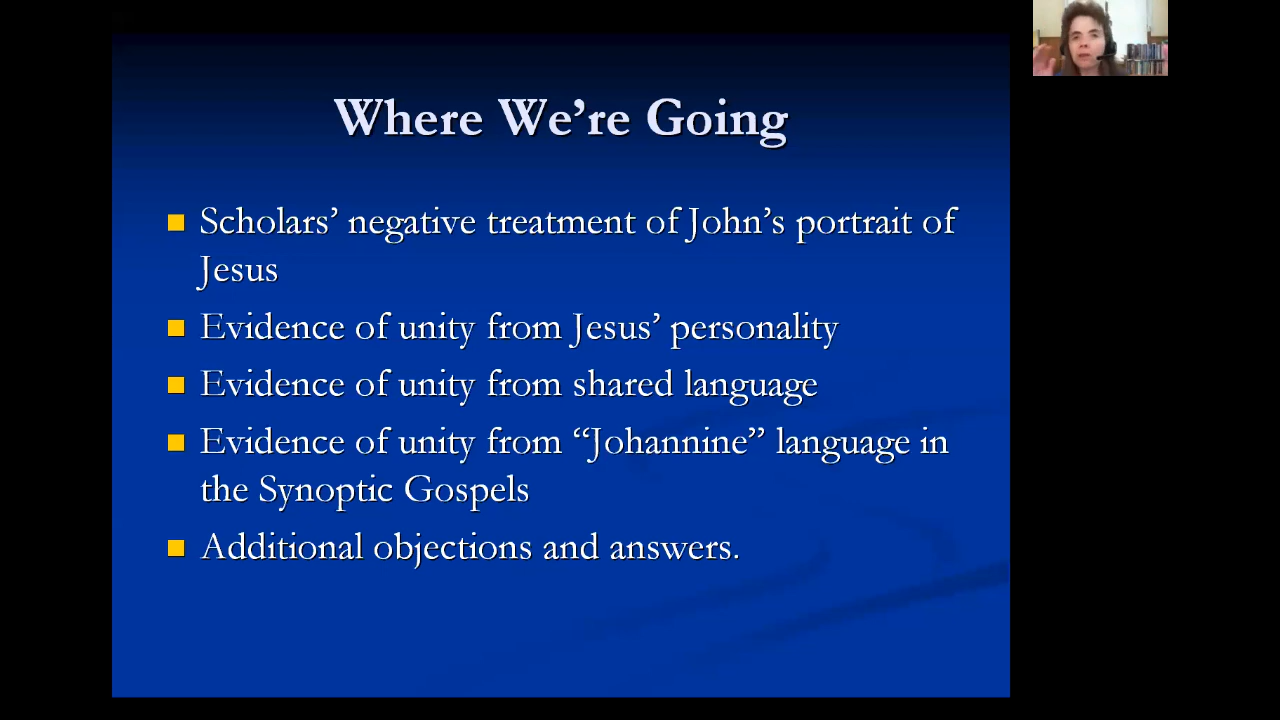 Where We’re Going
Scholars’ negative treatment of John’s portrait of
Jesus
Evidence of unity from Jesus’ personality
Evidence of unity from shared language
Evidence of unity from “Johannine” language in
the Synoptic Gospels
Additional objections and answers.